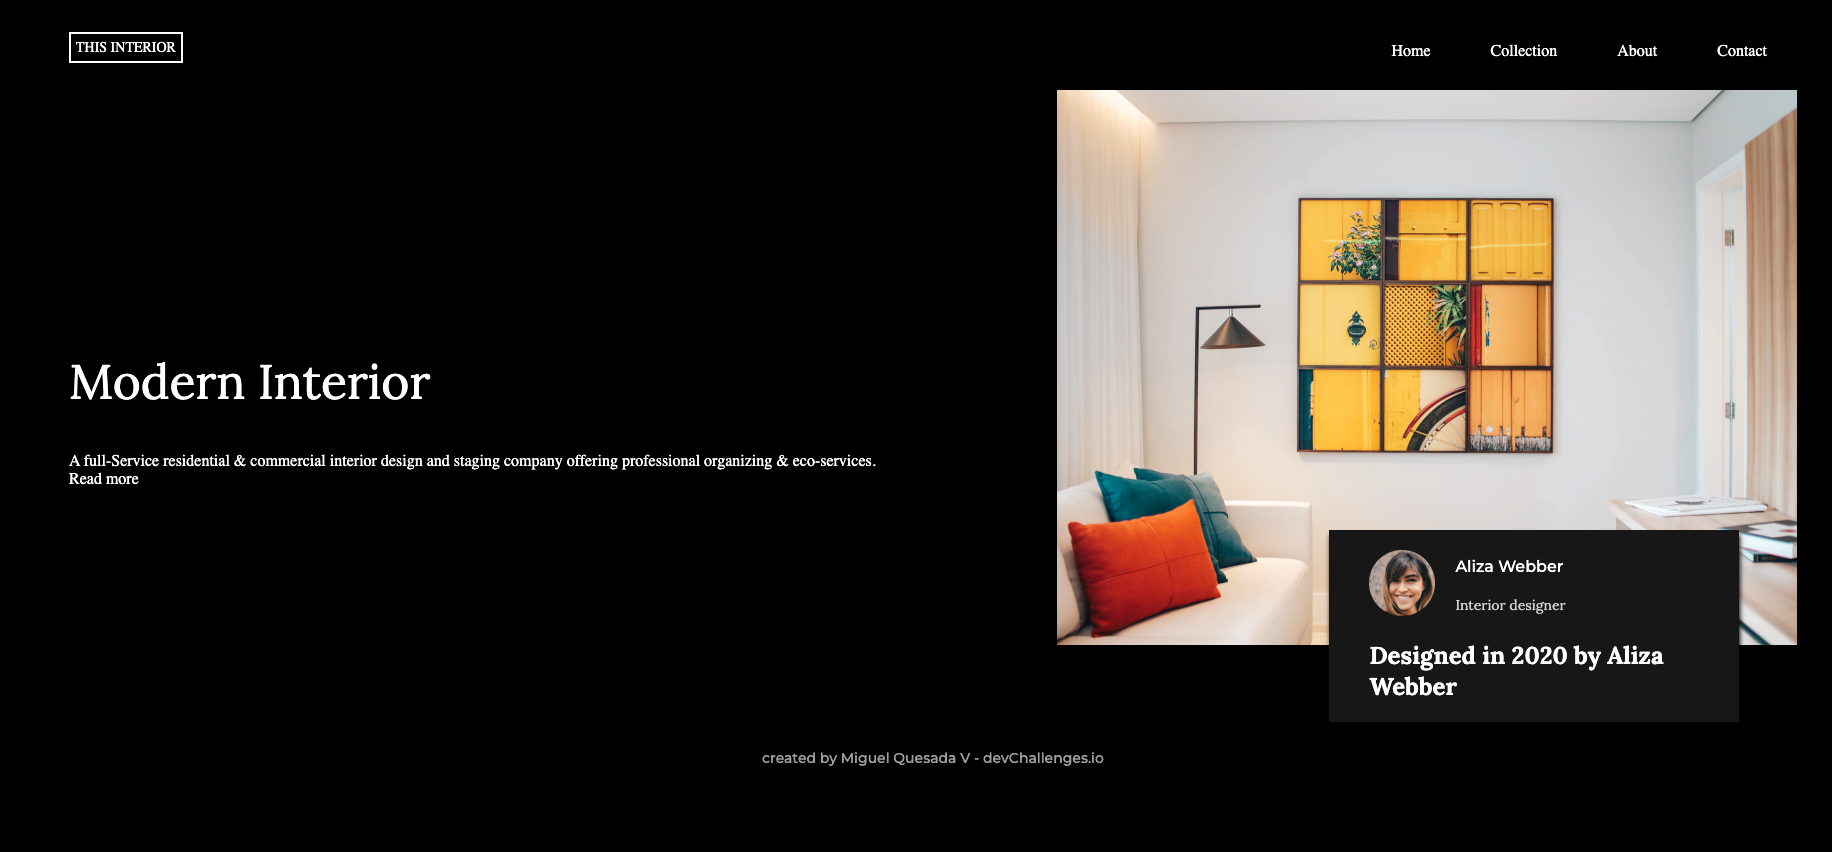 THIS INTERIOR
Home
Collection
About
Contact
Modern Interior
A full-Service residential & commercial interior design and staging company offering professional organizing & eco-services.
Read more
Aliza Webber
Interior designer
Designed in 2020 by Aliza
Webber
created by Miguel Quesada V - devChallenges.io